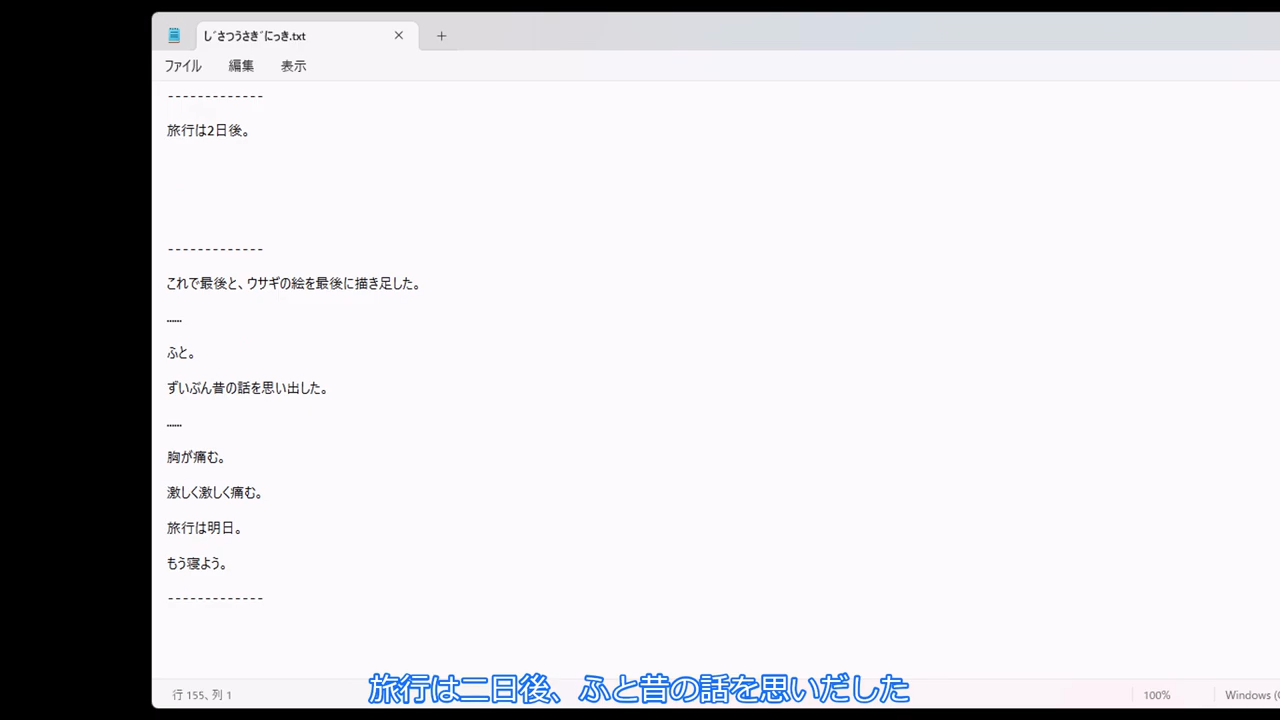 し゛さつうさき゛にっき.txt
ファイル 編集 表示
-------------
旅行は2日後。
-------------
これで最後と、ウサギの絵を最後に描き足した。
……
ふと。
ずいぶん昔の話を思い出した。
……
胸が痛む。
激しく激しく痛む。
旅行は明日。
もう寝よう。
-------------
行 155、列 1
100%
Windows (
旅行は二日後、ふと昔の話を思いだした